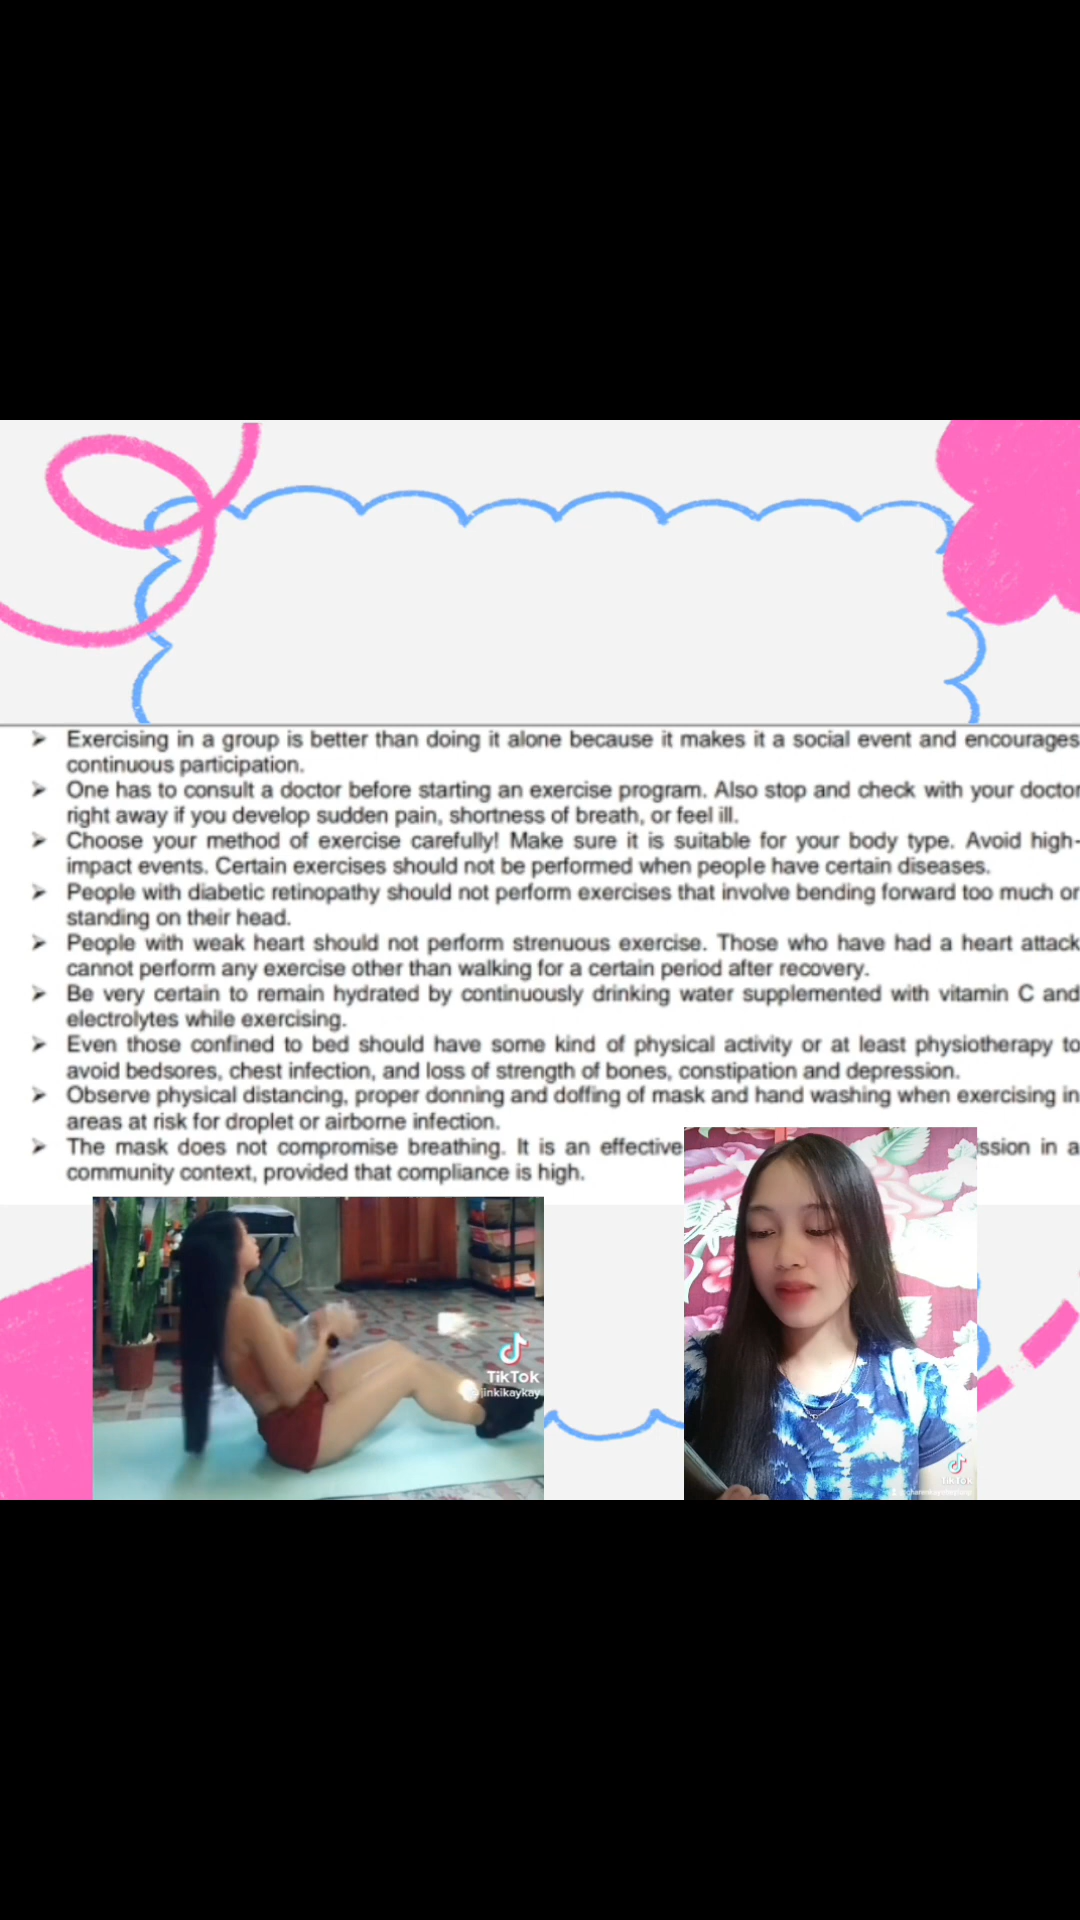 ➤ Exercising in a group is better than doing it alone because it makes it a social event and encourages
continuous participation.
➤ One has to consult a doctor before starting an exercise program. Also stop and check with your doctor
right away if you develop sudden pain, shortness of breath, or feel ill.
➤ Choose your method of exercise carefully! Make sure it is suitable for your body type. Avoid high-
impact events. Certain exercises should not be performed when people have certain diseases.
➤ People with diabetic retinopathy should not perform exercises that involve bending forward too much or
standing on their head.
➤ People with weak heart should not perform strenuous exercise. Those who have had a heart attack
cannot perform any exercise other than walking for a certain period after recovery.
➤ Be very certain to remain hydrated by continuously drinking water supplemented with vitamin C and
electrolytes while exercising.
➤ Even those confined to bed should have some kind of physical activity or at least physiotherapy to
avoid bedsores, chest infection, and loss of strength of bones, constipation and depression.
➤ Observe physical distancing, proper donning and doffing of mask and hand washing when exercising in
areas at risk for droplet or airborne infection.
➤ The mask does not compromise breathing. It is an effective ssion in a
community context, provided that compliance is high.
TikTok
jinkikaykay
TikTok